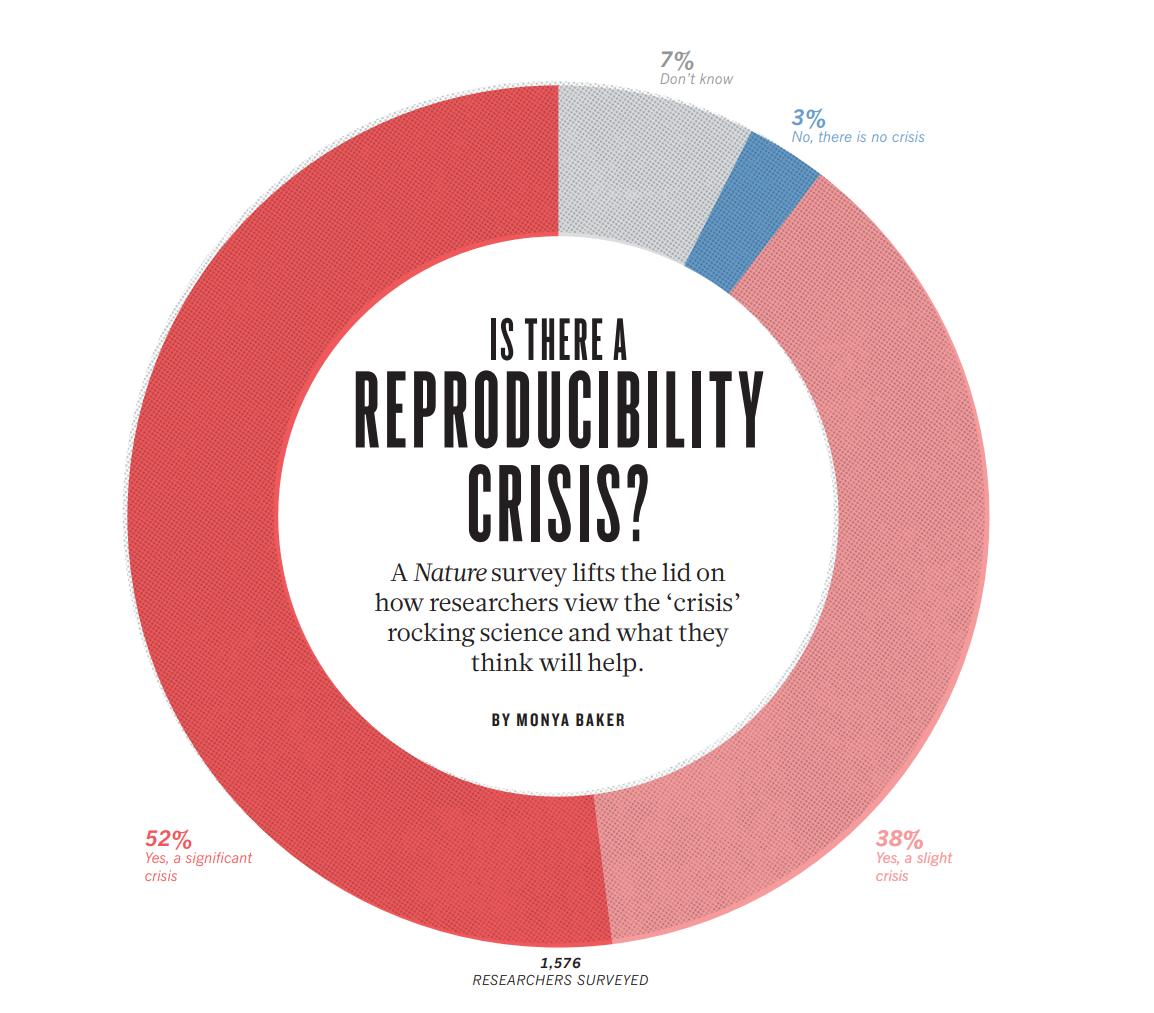 7%
Don't know
3%
No, there is no crisis
IS THERE A
REPRODUCIBILITY
CRISIS?
A Nature survey lifts the lid on
how researchers view the ‘crisis’
rocking science and what they
think will help.
BY MONYA BAKER
52%
Yes, a significant
crisis
38%
Yes, a slight
crisis
1,576
RESEARCHERS SURVEYED